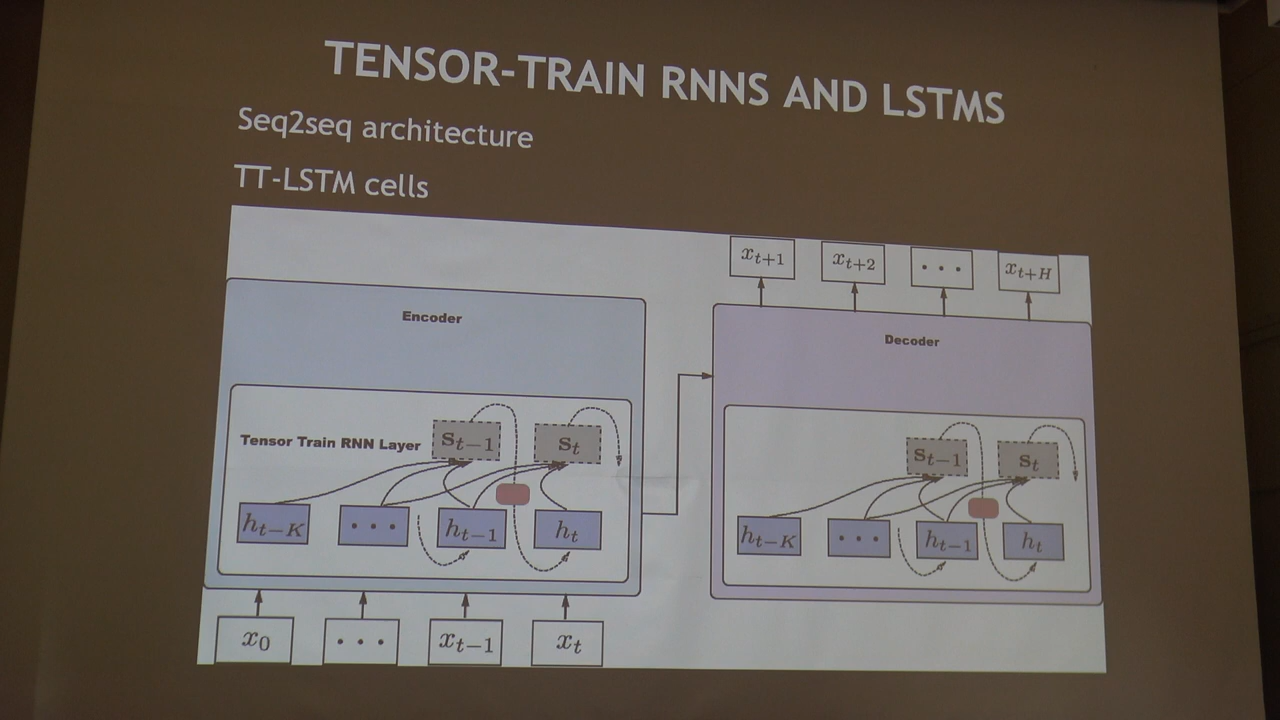 TENSOR-TRAIN RNNS AND LSTMS
Seq2seq architecture
TT-LSTM cells
x_{t+1} x_{t+2} ... x_{t+H}
Encoder
Decoder
Tensor Train RNN Layer
s_{t-1} s_t
s_{t-1} s_t
h_{t-K} ... h_{t-1} h_t
h_{t-K} ... h_{t-1} h_t
x_0 ... x_{t-1} x_t